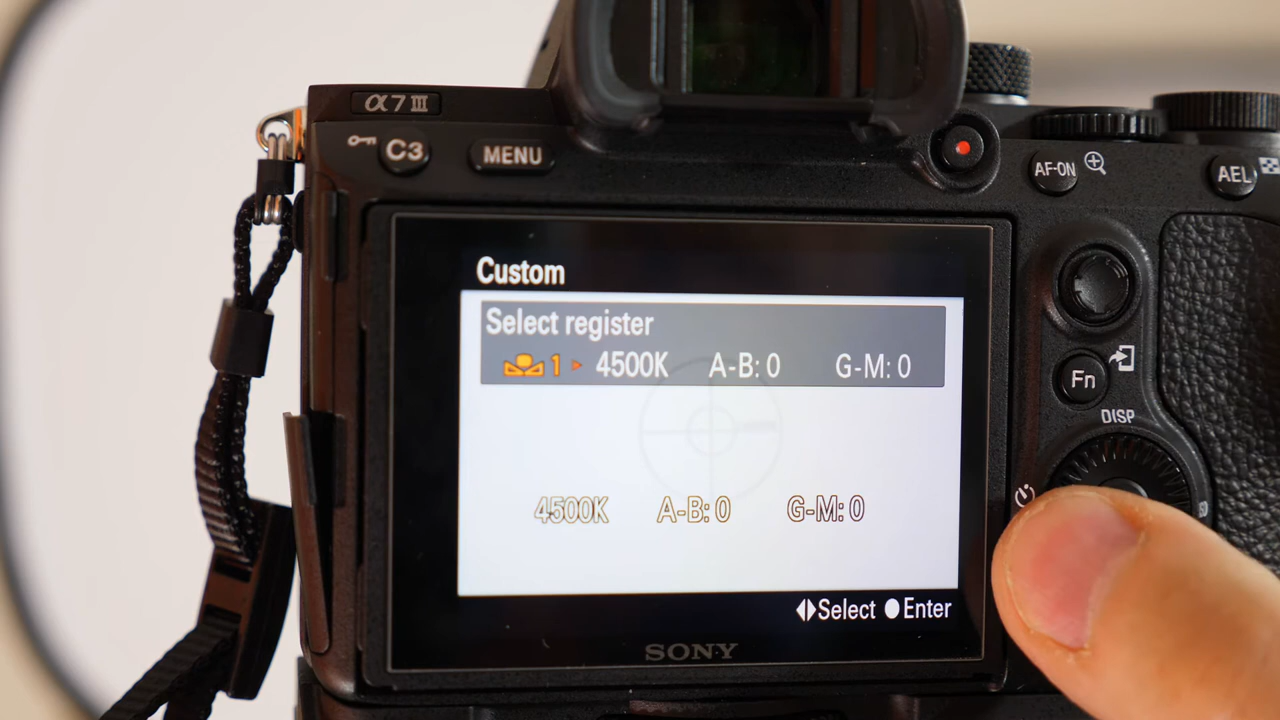 α7 III
C3
MENU
AF-ON
AEL
Custom
Select register
1 4500K A-B: 0 G-M: 0
Fn
DISP
4500K A-B: 0 G-M: 0
Select Enter
SONY